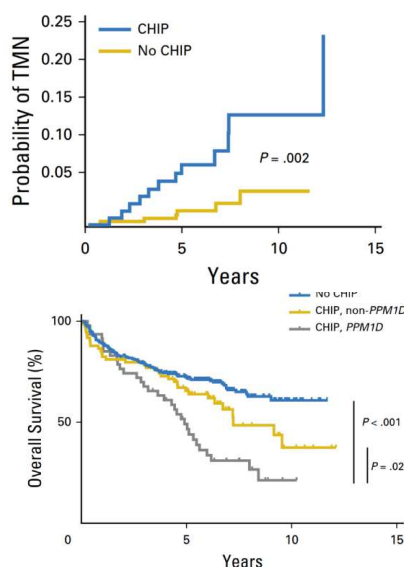 Probability of TMN
0.25
0.20
0.15
0.10
0.05
CHIP
No CHIP
P = .002
0
5
10
15
Years
Overall Survival (%)
100
50
No CHIP
CHIP, non-PPM1D
CHIP, PPM1D
P < .001
P = .02
0
5
10
15
Years